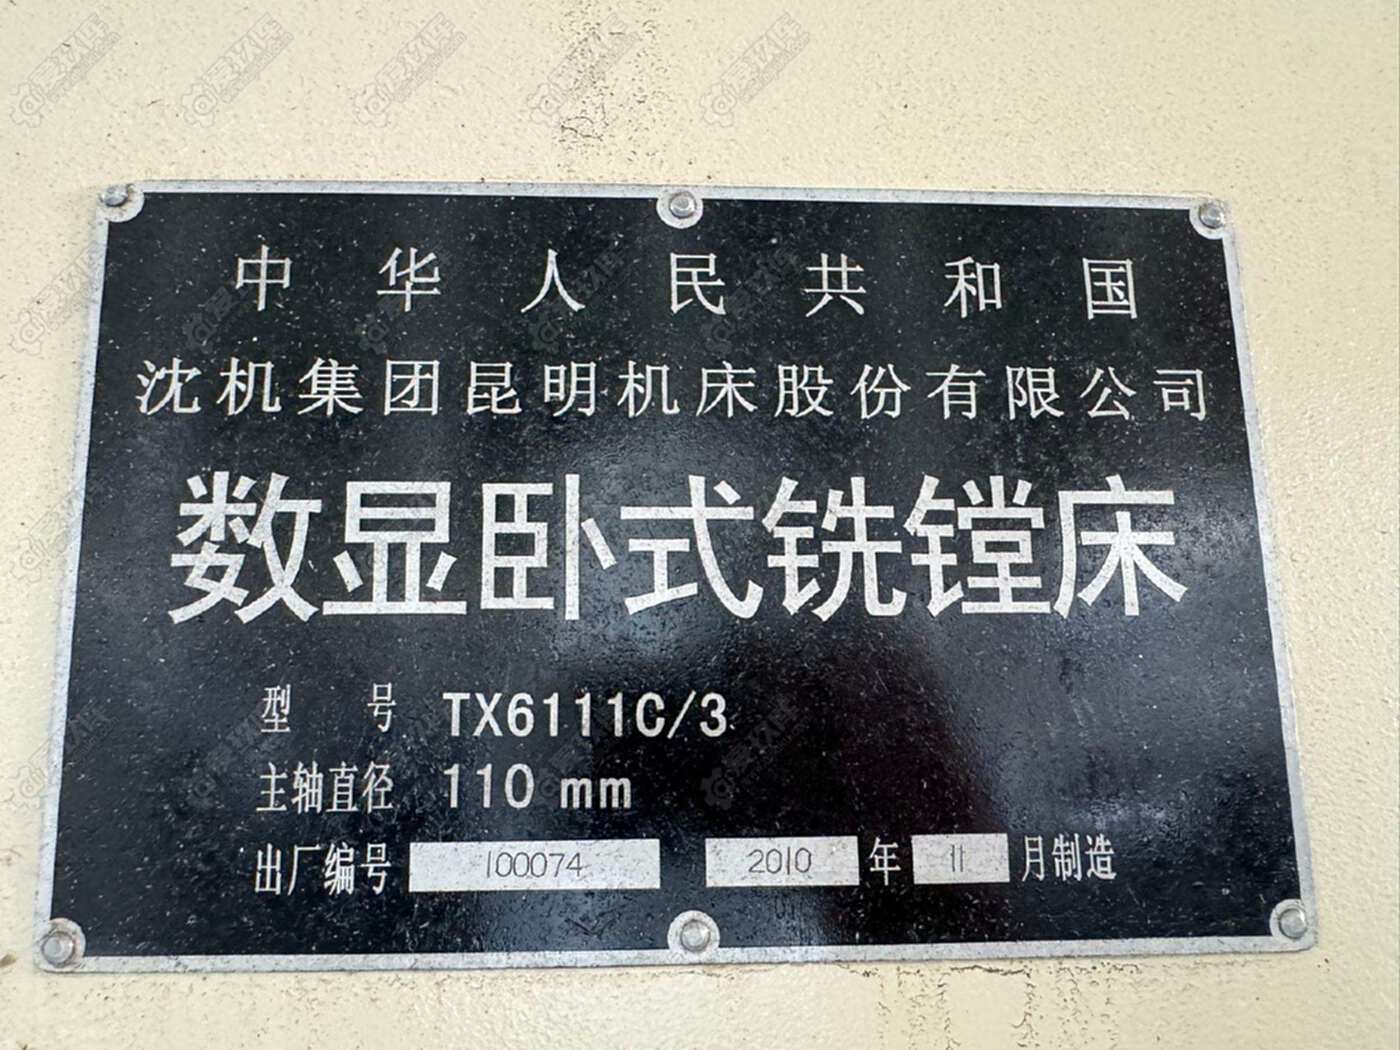 中华人民共和国
沈机集团昆明机床股份有限公司
数显卧式铣镗床
型号 TX6111C/3
主轴直径 110 mm
出厂编号 100074 2010 年 11 月制造